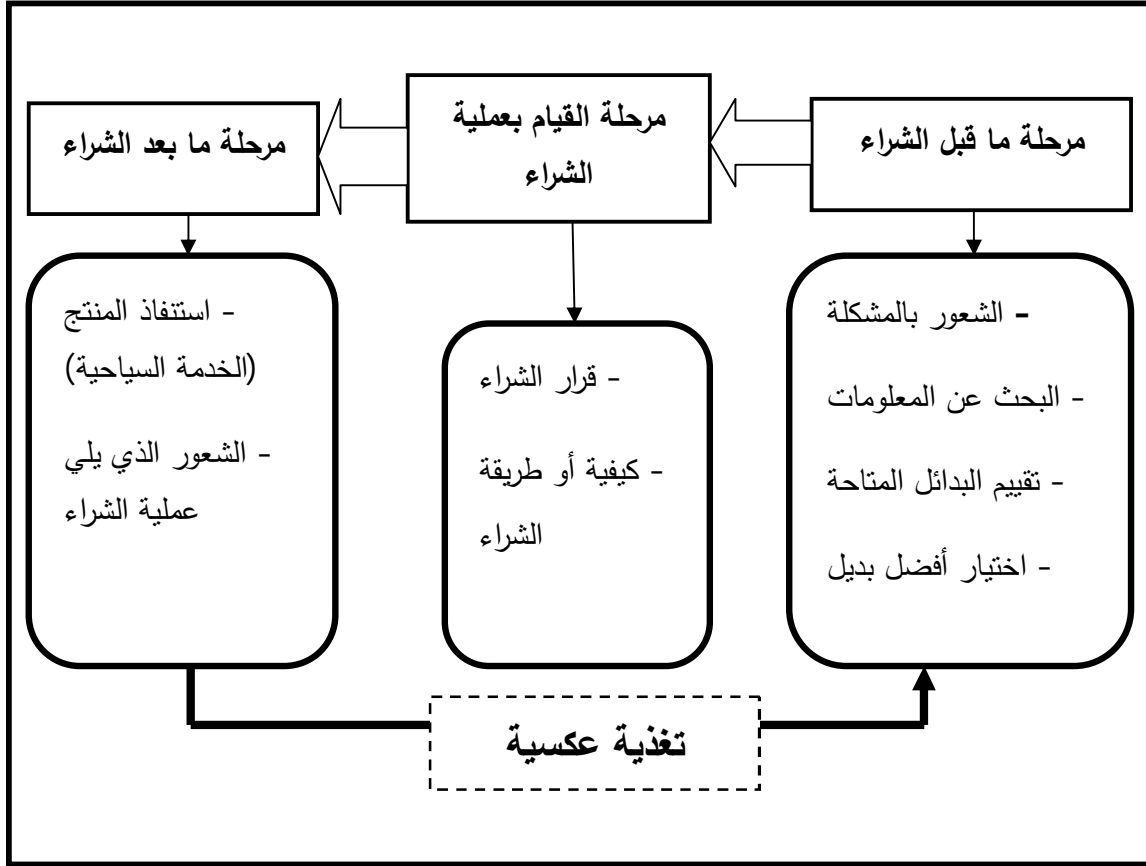 مرحلة ما قبل الشراء
مرحلة القيام بعملية
الشراء
مرحلة ما بعد الشراء
- الشعور بالمشكلة
- البحث عن المعلومات
- تقييم البدائل المتاحة
- اختيار أفضل بديل
- قرار الشراء
- كيفية أو طريقة
الشراء
- استنفاذ المنتج
(الخدمة السياحية)
- الشعور الذي يلي
عملية الشراء
تغذية عكسية